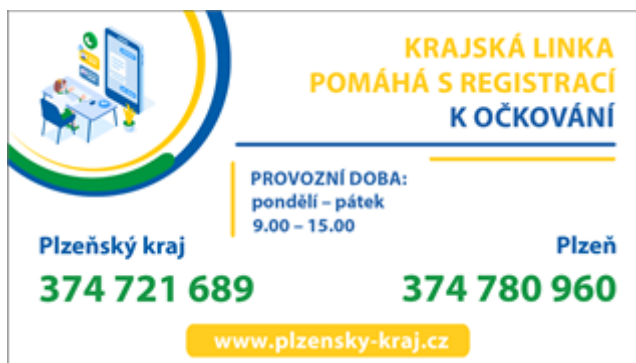 KRAJSKÁ LINKA
POMÁHÁ S REGISTRACÍ
K OČKOVÁNÍ
PROVOZNÍ DOBA:
pondělí – pátek
9.00 – 15.00
Plzeňský kraj
374 721 689
Plzeň
374 780 960
www.plzensky-kraj.cz